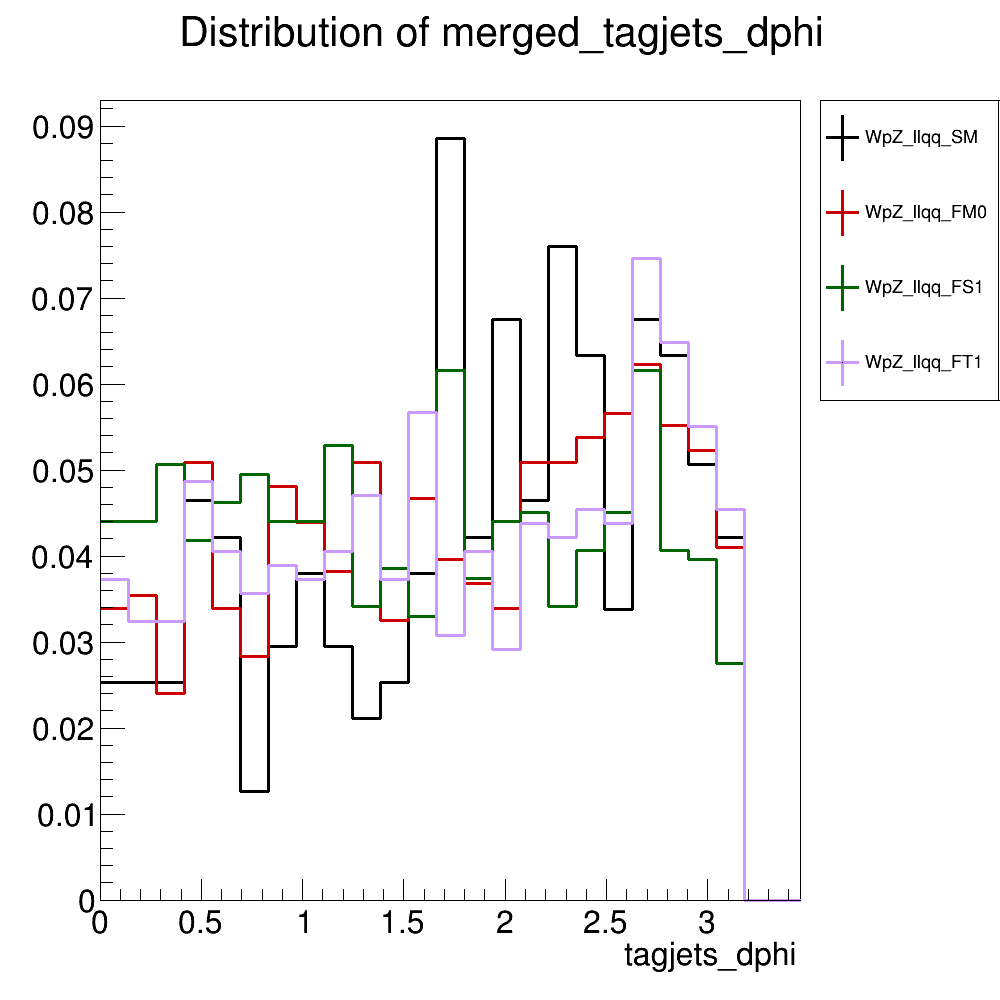 Distribution of merged_tagjets_dphi
0.09
0.08
0.07
0.06
0.05
0.04
0.03
0.02
0.01
0
0 0.5 1 1.5 2 2.5 3
tagjets_dphi
WpZ_llqq_SM
WpZ_llqq_FM0
WpZ_llqq_FS1
WpZ_llqq_FT1